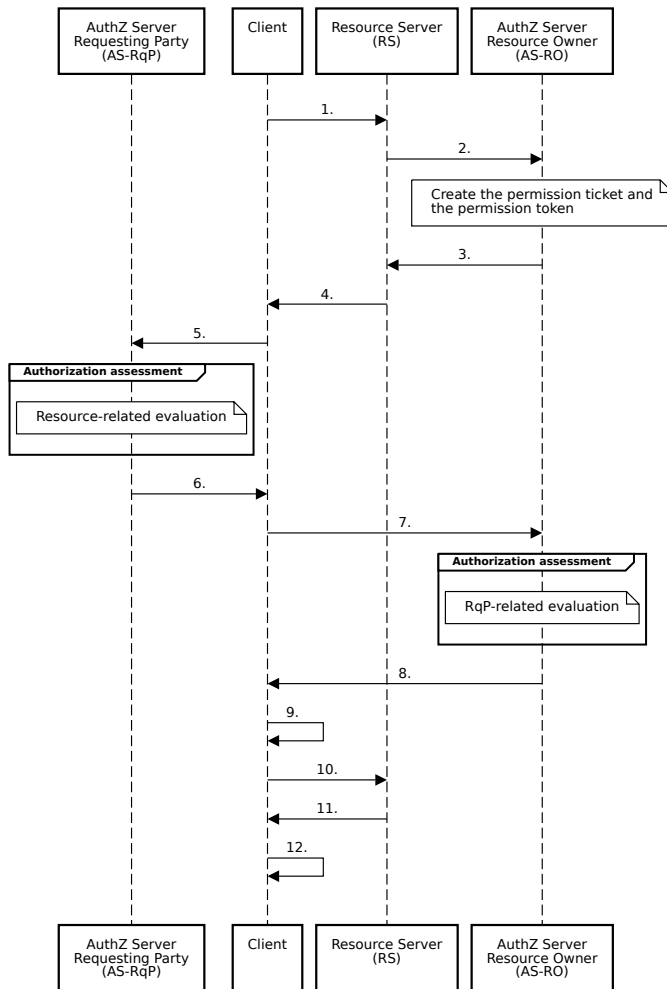 AuthZ Server
Requesting Party
(AS-RqP)
Client
Resource Server
(RS)
AuthZ Server
Resource Owner
(AS-RO)
1.
2.
Create the permission ticket and
the permission token
3.
4.
5.
Authorization assessment
Resource-related evaluation
6.
7.
Authorization assessment
RqP-related evaluation
8.
9.
10.
11.
12.
AuthZ Server
Requesting Party
(AS-RqP)
Client
Resource Server
(RS)
AuthZ Server
Resource Owner
(AS-RO)